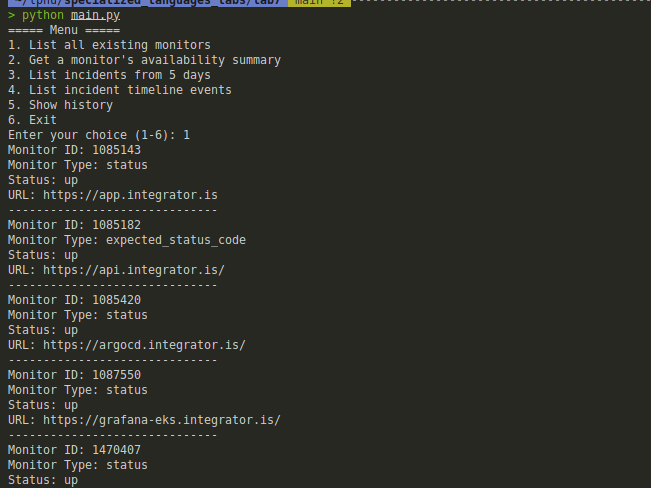 ~/lpnu/specialized_languages_labs/lab7 main ?2
> python main.py
===== Menu =====
1. List all existing monitors
2. Get a monitor's availability summary
3. List incidents from 5 days
4. List incident timeline events
5. Show history
6. Exit
Enter your choice (1-6): 1
Monitor ID: 1085143
Monitor Type: status
Status: up
URL: https://app.integrator.is
------------------------------
Monitor ID: 1085182
Monitor Type: expected_status_code
Status: up
URL: https://api.integrator.is/
------------------------------
Monitor ID: 1085420
Monitor Type: status
Status: up
URL: https://argocd.integrator.is/
------------------------------
Monitor ID: 1087550
Monitor Type: status
Status: up
URL: https://grafana-eks.integrator.is/
------------------------------
Monitor ID: 1470407
Monitor Type: status
Status: up